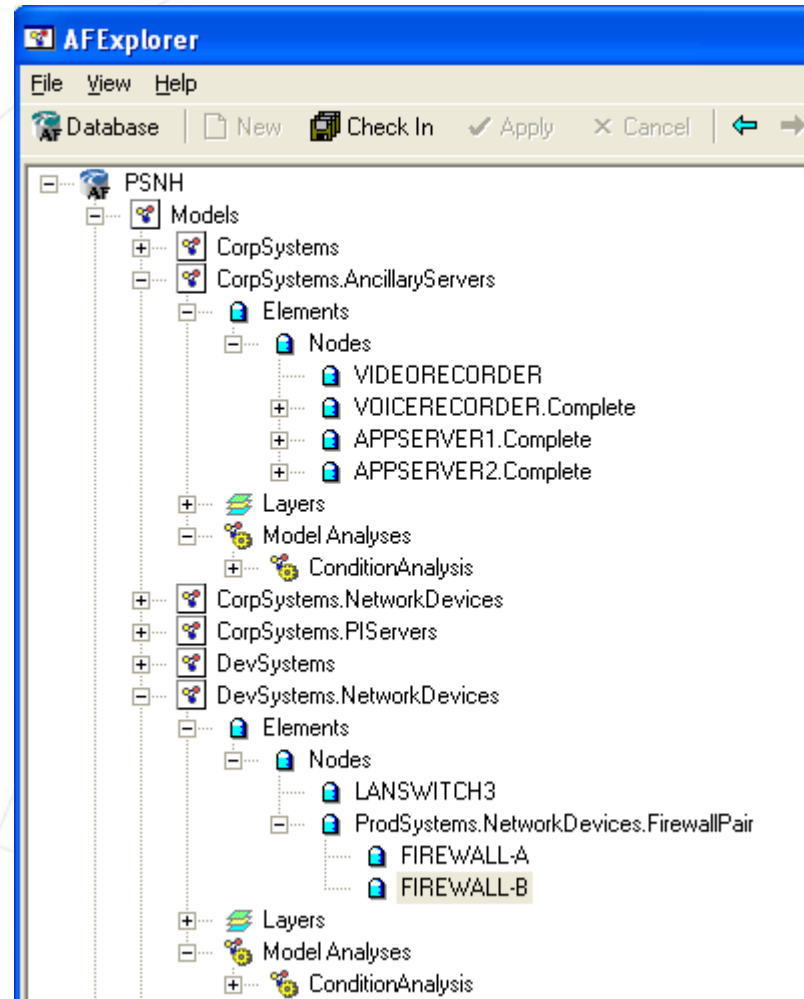 AFExplorer
File View Help
AF Database New Check In Apply Cancel
AF PSNH
Models
CorpSystems
CorpSystems.AncillaryServers
Elements
Nodes
VIDEORECORDER
VOICERECORDER.Complete
APPSERVER1.Complete
APPSERVER2.Complete
Layers
Model Analyses
ConditionAnalysis
CorpSystems.NetworkDevices
CorpSystems.PIServers
DevSystems
DevSystems.NetworkDevices
Elements
Nodes
LANSWITCH3
ProdSystems.NetworkDevices.FirewallPair
FIREWALL-A
FIREWALL-B
Layers
Model Analyses
ConditionAnalysis